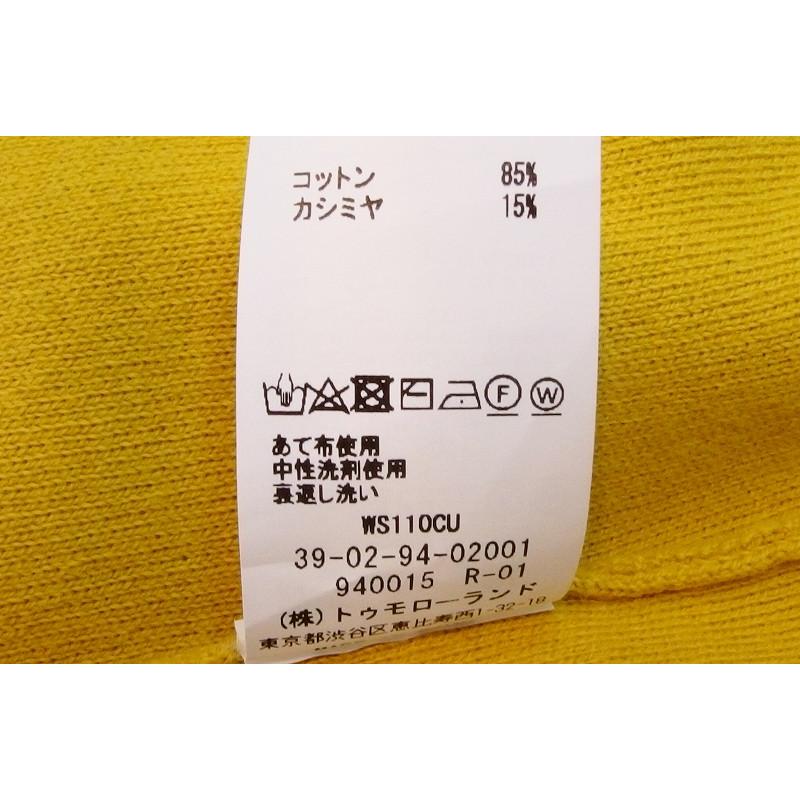 コットン 85%
カシミヤ 15%
F W
あて布使用
中性洗剤使用
裏返し洗い
WS110CU
39-02-94-02001
940015 R-01
(株)トゥモローランド
東京都渋谷区恵比寿西1-32-18